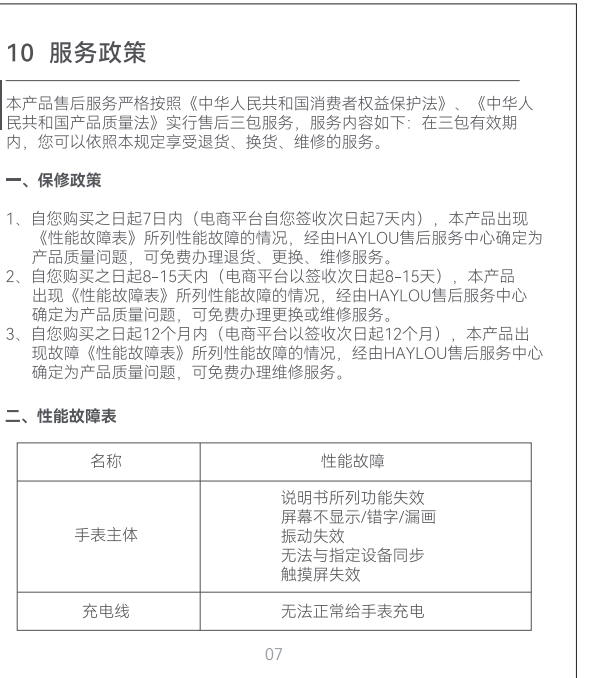 10 服务政策
本产品售后服务严格按照《中华人民共和国消费者权益保护法》、《中华人
民共和国产品质量法》实行售后三包服务，服务内容如下：在三包有效期
内，您可以依照本规定享受退货、换货、维修的服务。
一、保修政策
1、自您购买之日起7日内（电商平台自您签收次日起7天内），本产品出现
《性能故障表》所列性能故障的情况，经由HAYLOU售后服务中心确定为
产品质量问题，可免费办理退货、更换、维修服务。
2、自您购买之日起8-15天内（电商平台以签收次日起8-15天），本产品
出现《性能故障表》所列性能故障的情况，经由HAYLOU售后服务中心
确定为产品质量问题，可免费办理更换或维修服务。
3、自您购买之日起12个月内（电商平台以签收次日起12个月），本产品出
现故障《性能故障表》所列性能故障的情况，经由HAYLOU售后服务中心
确定为产品质量问题，可免费办理维修服务。
二、性能故障表
名称 性能故障
手表主体
说明书所列功能失效
屏幕不显示/错字/漏画
振动失效
无法与指定设备同步
触摸屏失效
充电线 无法正常给手表充电
07